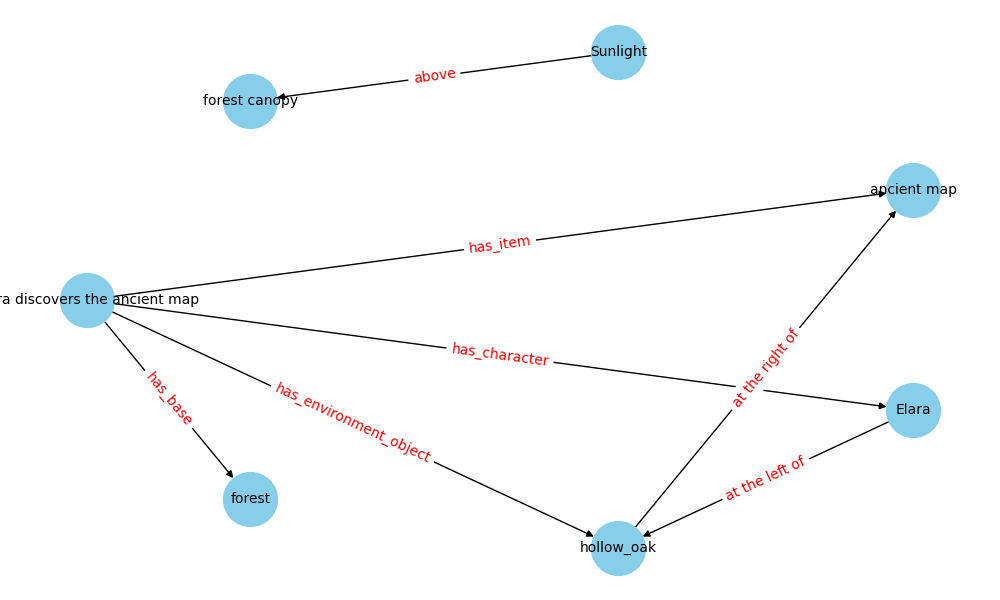 Sunlight
above
forest canopy
ancient map
has_item
ra discovers the ancient map
at the right of
has_character
has_base
has_environment_object
Elara
at the left of
forest
hollow_oak